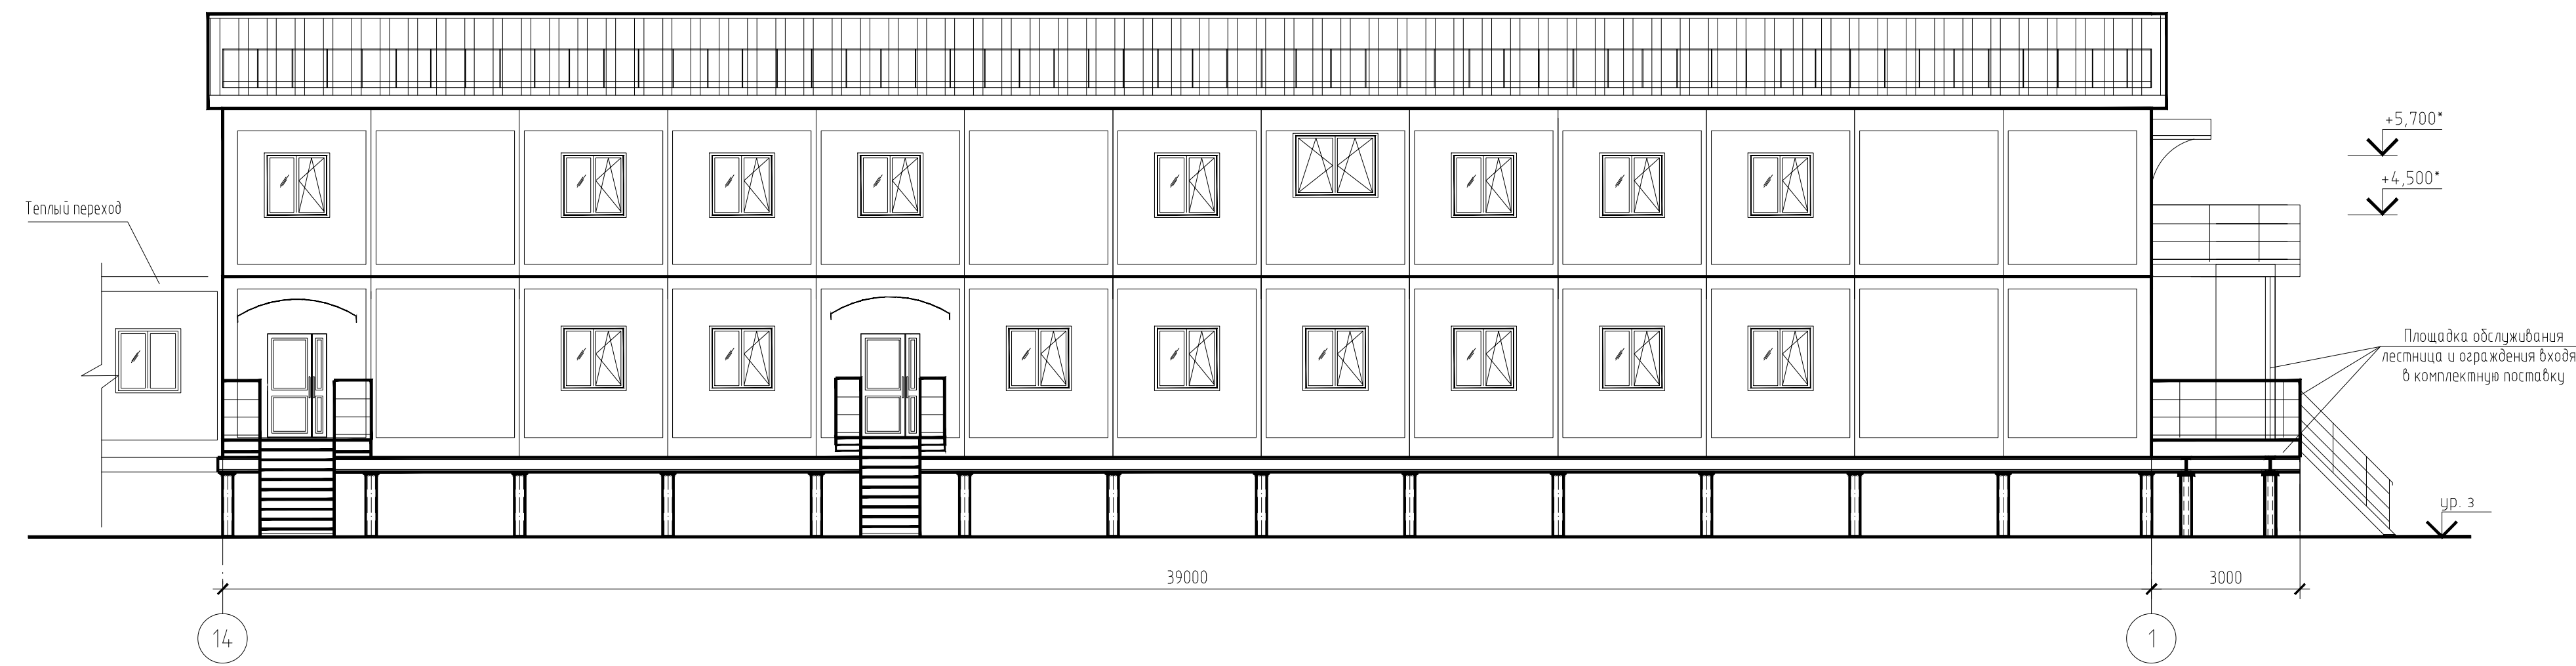 +5,700*
+4,500*
Теплый переход
Площадка обслуживания
лестница и ограждения входя
в комплектную поставку
ур. з
39000
3000
14
1